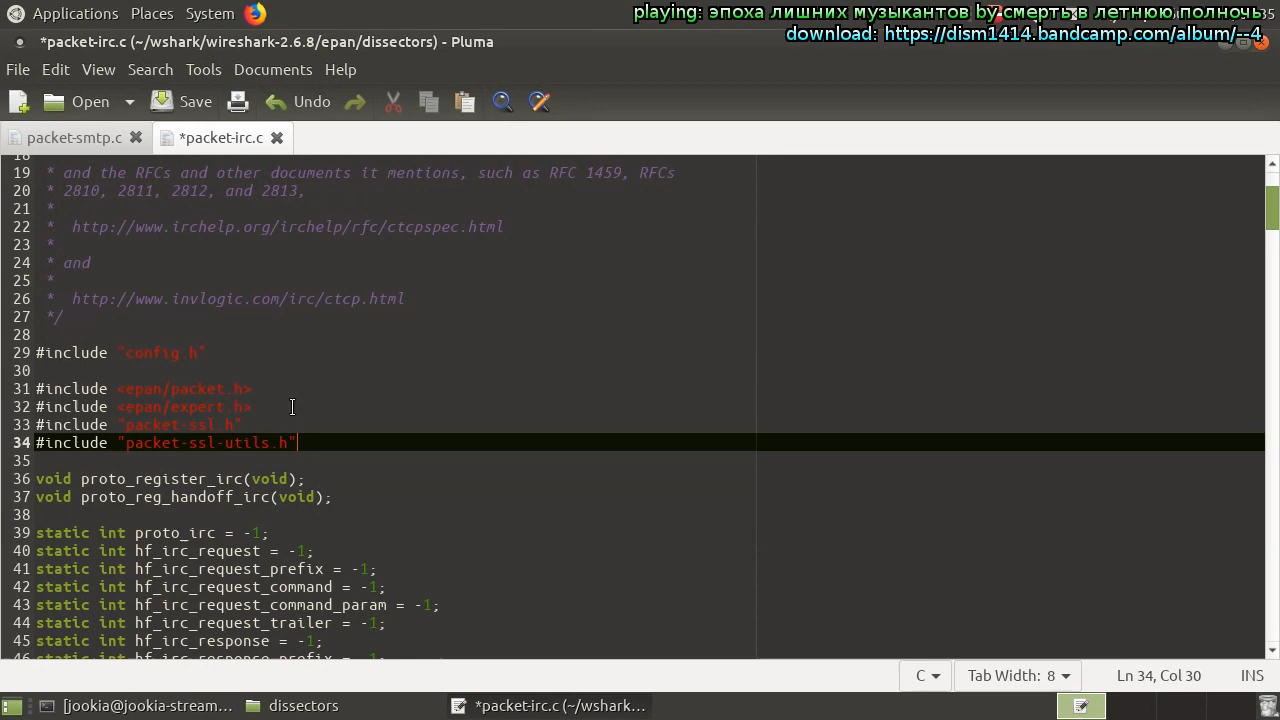 Applications Places System
35
playing: эпоха лишних музыкантов by смерть в летнюю полночь
download: https://dism1414.bandcamp.com/album/--4
*packet-irc.c (~/wshark/wireshark-2.6.8/epan/dissectors) - Pluma
File Edit View Search Tools Documents Help
Open Save Undo
packet-smtp.c *packet-irc.c
18
19 * and the RFCs and other documents it mentions, such as RFC 1459, RFCs
20 * 2810, 2811, 2812, and 2813,
21 *
22 * http://www.irchelp.org/irchelp/rfc/ctcpspec.html
23 *
24 * and
25 *
26 * http://www.invlogic.com/irc/ctcp.html
27 */
28
29 #include "config.h"
30
31 #include <epan/packet.h>
32 #include <epan/expert.h>
33 #include "packet-ssl.h"
34 #include "packet-ssl-utils.h"
35
36 void proto_register_irc(void);
37 void proto_reg_handoff_irc(void);
38
39 static int proto_irc = -1;
40 static int hf_irc_request = -1;
41 static int hf_irc_request_prefix = -1;
42 static int hf_irc_request_command = -1;
43 static int hf_irc_request_command_param = -1;
44 static int hf_irc_request_trailer = -1;
45 static int hf_irc_response = -1;
46 static int hf_irc_response_prefix = -1;
C Tab Width: 8 Ln 34, Col 30 INS
[jookia@jookia-stream... dissectors *packet-irc.c (~/wshark...